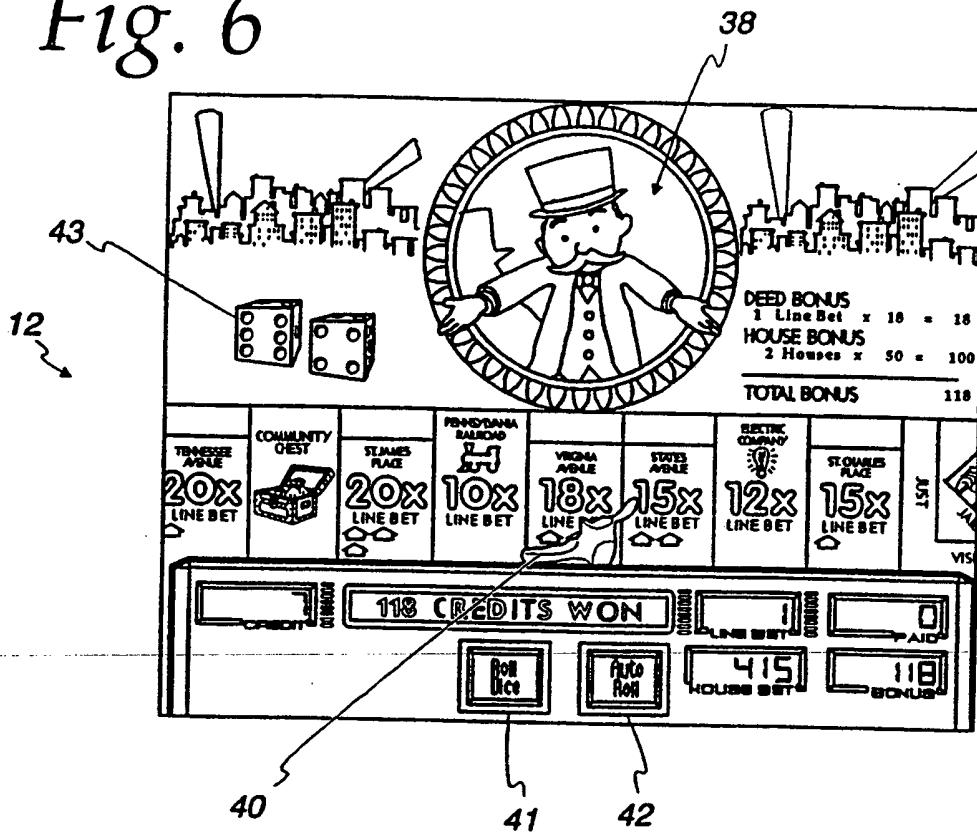 Fig. 6
38
43
12
DEED BONUS
1 Line Bet x 18 = 18
HOUSE BONUS
2 Houses x 50 = 100
TOTAL BONUS 118
TENNESSEE
AVENUE
20x
LINE BET
COMMUNITY
CHEST
ST. JAMES
PLACE
20x
LINE BET
PENNSYLVANIA
RAILROAD
10x
LINE BET
VIRGINIA
AVENUE
18x
LINE
STATES
AVENUE
15x
LINE BET
ELECTRIC
COMPANY
12x
LINE BET
ST. CHARLES
PLACE
15x
LINE BET
JUST
VIS
CREDIT
118 CREDITS WON
1
LINE BET
0
PAID
Roll
Dice
Auto
Roll
415
HOUSE BET
118
BONUS
40
41
42